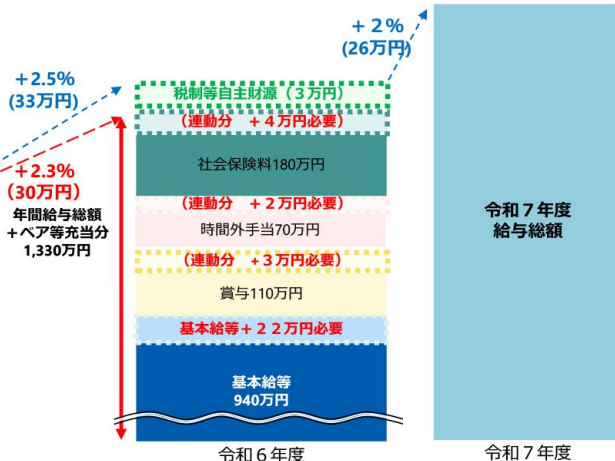 ＋2%
(26万円)
＋2.5%
(33万円)
税制等自主財源（３万円）
（連動分　＋４万円必要）
社会保険料180万円
＋2.3%
（30万円）
年間給与総額
＋ベア等充当分
1,330万円
（連動分　＋２万円必要）
時間外手当70万円
（連動分　＋３万円必要）
賞与110万円
基本給等＋２２万円必要
基本給等
940万円
令和６年度
令和７年度
給与総額
令和７年度